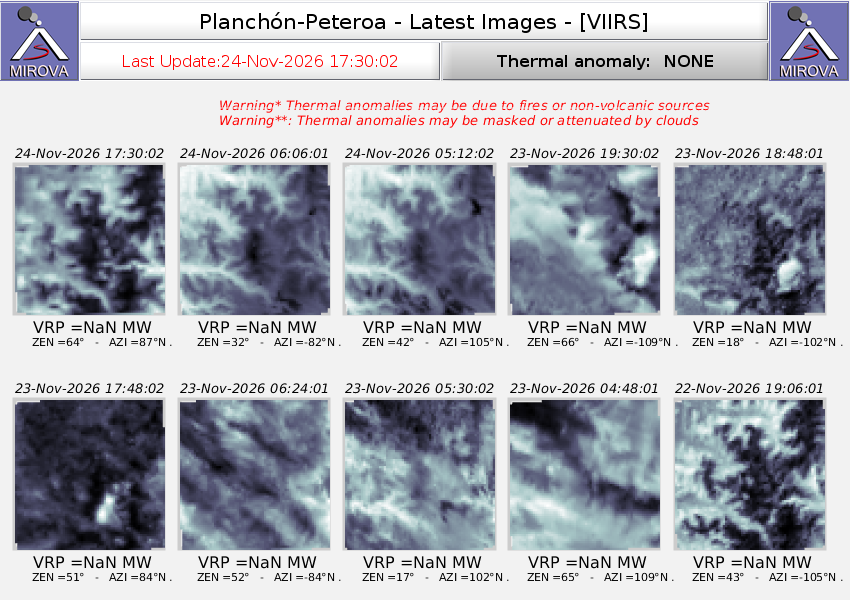 Planchón-Peteroa - Latest Images - [VIIRS]
MIROVA
Last Update:24-Nov-2026 17:30:02
Thermal anomaly: NONE
MIROVA
Warning* Thermal anomalies may be due to fires or non-volcanic sources
Warning**: Thermal anomalies may be masked or attenuated by clouds
24-Nov-2026 17:30:02 24-Nov-2026 06:06:01 24-Nov-2026 05:12:02 23-Nov-2026 19:30:02 23-Nov-2026 18:48:01
VRP =NaN MW VRP =NaN MW VRP =NaN MW VRP =NaN MW VRP =NaN MW
ZEN =64° - AZI =87°N . ZEN =32° - AZI =-82°N . ZEN =42° - AZI =105°N . ZEN =66° - AZI =-109°N . ZEN =18° - AZI =-102°N .
23-Nov-2026 17:48:02 23-Nov-2026 06:24:01 23-Nov-2026 05:30:02 23-Nov-2026 04:48:01 22-Nov-2026 19:06:01
VRP =NaN MW VRP =NaN MW VRP =NaN MW VRP =NaN MW VRP =NaN MW
ZEN =51° - AZI =84°N . ZEN =52° - AZI =-84°N . ZEN =17° - AZI =102°N . ZEN =65° - AZI =109°N . ZEN =43° - AZI =-105°N .